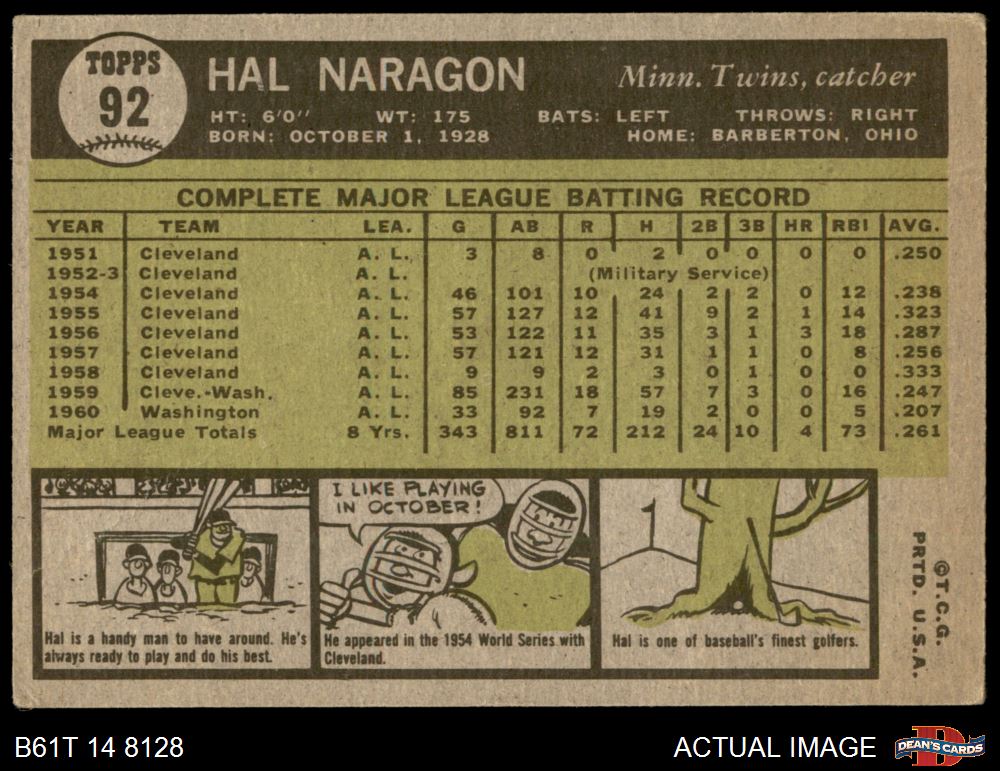 TOPPS
92
HAL NARAGON
Minn. Twins, catcher
HT: 6'0" WT: 175 BATS: LEFT THROWS: RIGHT
BORN: OCTOBER 1, 1928 HOME: BARBERTON, OHIO
COMPLETE MAJOR LEAGUE BATTING RECORD
YEAR TEAM LEA. G AB R H 2B 3B HR RBI AVG.
1951 Cleveland A. L. 3 8 0 2 0 0 0 0 .250
1952-3 Cleveland A. L. (Military Service)
1954 Cleveland A. L. 46 101 10 24 2 2 0 12 .238
1955 Cleveland A. L. 57 127 12 41 9 2 1 14 .323
1956 Cleveland A. L. 53 122 11 35 3 1 3 18 .287
1957 Cleveland A. L. 57 121 12 31 1 1 0 8 .256
1958 Cleveland A. L. 9 9 2 3 0 1 0 0 .333
1959 Cleve.-Wash. A. L. 85 231 18 57 7 3 0 16 .247
1960 Washington A. L. 33 92 7 19 2 0 0 5 .207
Major League Totals 8 Yrs. 343 811 72 212 24 10 4 73 .261
I LIKE PLAYING
IN OCTOBER!
Hal is a handy man to have around. He's
always ready to play and do his best.
He appeared in the 1954 World Series with
Cleveland.
Hal is one of baseball's finest golfers.
©T.C.G.
PRTD. U.S.A.
B61T 14 8128
ACTUAL IMAGE
D
DEAN'S CARDS